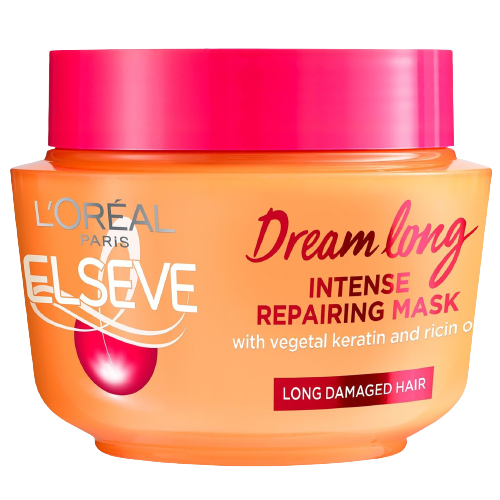 L'ORÉAL
PARIS
ELSEVE
Dream long
INTENSE
REPAIRING MASK
with vegetal keratin and ricin o
LONG DAMAGED HAIR